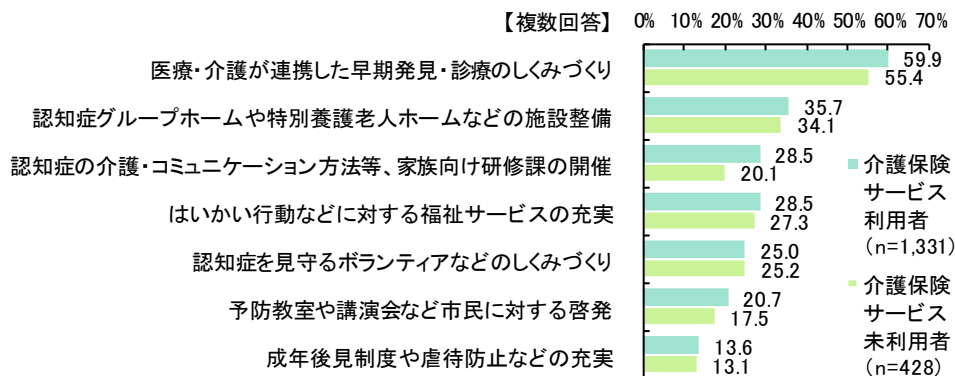 【複数回答】 0% 10% 20% 30% 40% 50% 60% 70%
医療・介護が連携した早期発見・診療のしくみづくり 59.9
55.4
認知症グループホームや特別養護老人ホームなどの施設整備 35.7
34.1
認知症の介護・コミュニケーション方法等、家族向け研修課の開催 28.5
20.1
はいかい行動などに対する福祉サービスの充実 28.5
27.3
認知症を見守るボランティアなどのしくみづくり 25.0
25.2
予防教室や講演会など市民に対する啓発 20.7
17.5
成年後見制度や虐待防止などの充実 13.6
13.1
介護保険
サービス
利用者
(n=1,331)
介護保険
サービス
未利用者
(n=428)